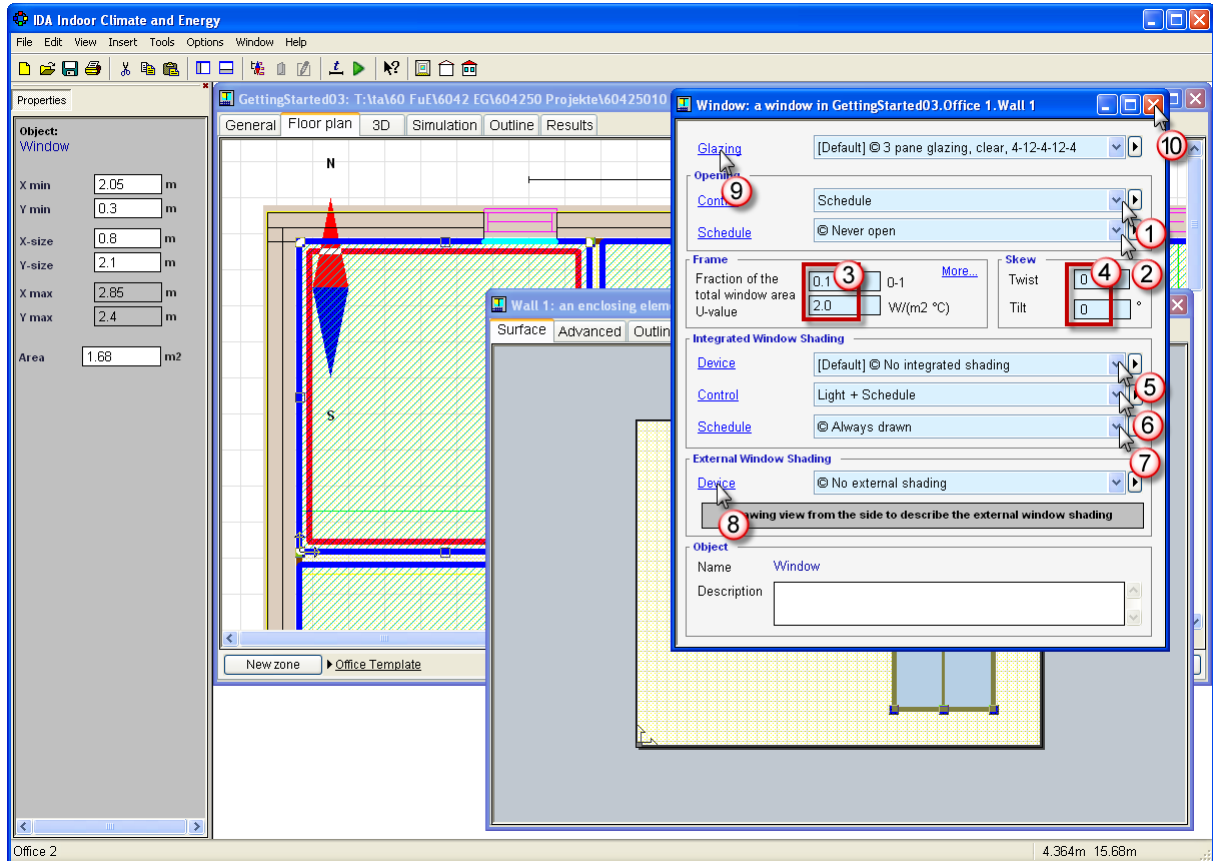 IDA Indoor Climate and Energy
File Edit View Insert Tools Options Window Help
Properties
Object:
Window
X min 2.05 m
Y min 0.3 m
X-size 0.8 m
Y-size 2.1 m
X max 2.85 m
Y max 2.4 m
Area 1.68 m2
GettingStarted03: T:\ta\60 FuE\6042 EG\604250 Projekte\60425010
General Floor plan 3D Simulation Outline Results
N
S
New zone Office Template
Wall 1: an enclosing elem
Surface Advanced Outlin
Window: a window in GettingStarted03.Office 1.Wall 1
10
Glazing [Default] © 3 pane glazing, clear, 4-12-4-12-4
9
Opening
Control Schedule
1
Schedule © Never open
2
Frame
Fraction of the total window area 0.1 0-1 More...
3
U-value 2.0 W/(m2 °C)
Skew
Twist 0
4
Tilt 0 °
Integrated Window Shading
Device [Default] © No integrated shading
5
Control Light + Schedule
6
Schedule © Always drawn
7
External Window Shading
Device © No external shading
8
awing view from the side to describe the external window shading
Object
Name Window
Description
Office 2
4.364m 15.68m